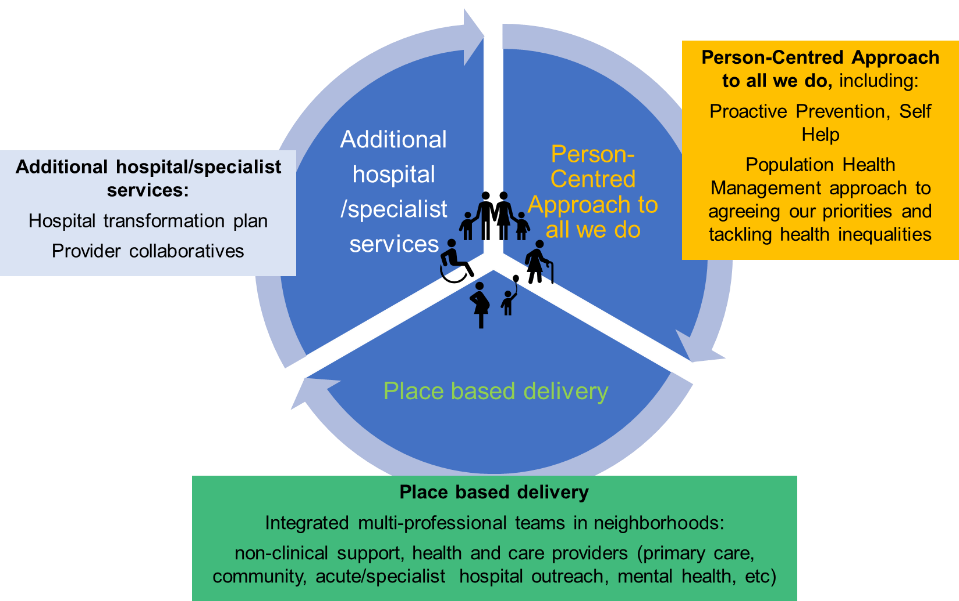 Additional
hospital
/specialist
services
Person-
Centred
Approach to
all we do
Place based delivery
Person-Centred Approach
to all we do, including:
Proactive Prevention, Self
Help
Population Health
Management approach to
agreeing our priorities and
tackling health inequalities
Additional hospital/specialist
services:
Hospital transformation plan
Provider collaboratives
Place based delivery
Integrated multi-professional teams in neighborhoods:
non-clinical support, health and care providers (primary care,
community, acute/specialist hospital outreach, mental health, etc)